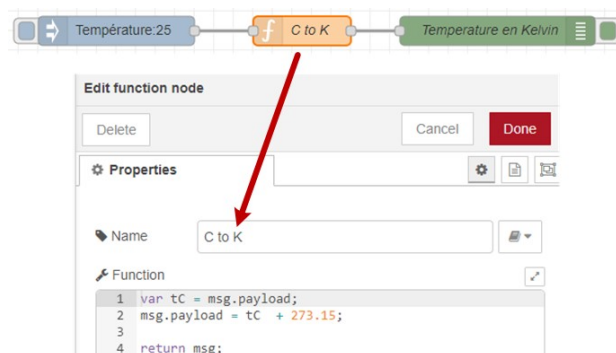 Température:25
C to K
Temperature en Kelvin
Edit function node
Delete
Cancel
Done
Properties
Name
C to K
Function
1 var tC = msg.payload;
2 msg.payload = tC  + 273.15;
3
4 return msg;